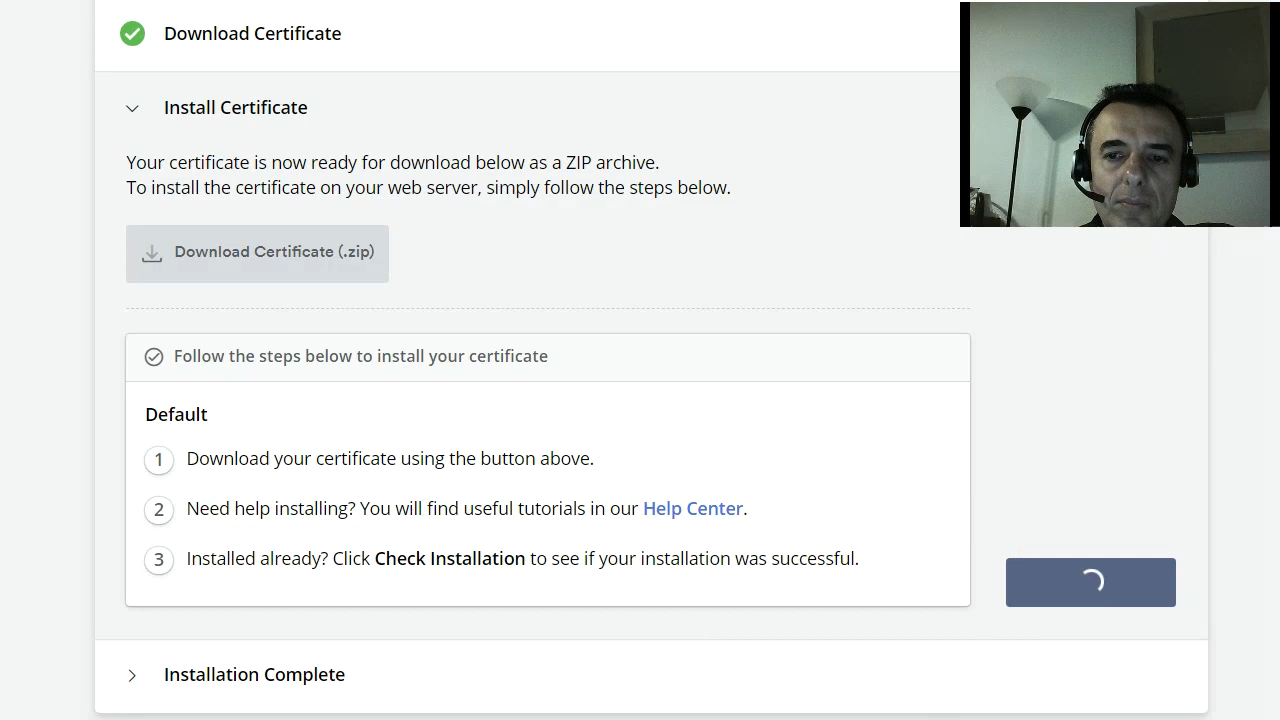 Download Certificate
Install Certificate
Your certificate is now ready for download below as a ZIP archive.
To install the certificate on your web server, simply follow the steps below.
Download Certificate (.zip)
Follow the steps below to install your certificate
Default
1 Download your certificate using the button above.
2 Need help installing? You will find useful tutorials in our Help Center.
3 Installed already? Click Check Installation to see if your installation was successful.
Installation Complete